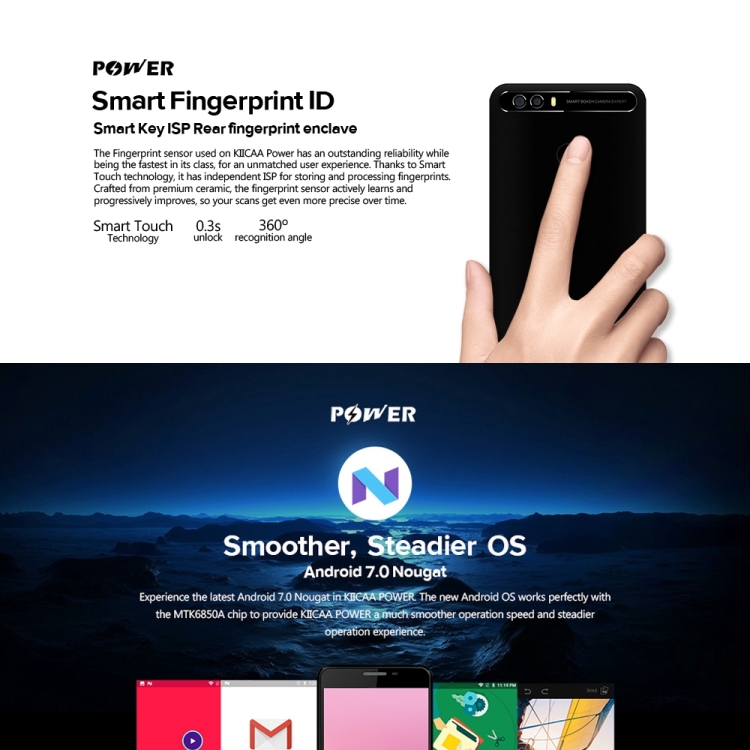 POWER
Smart Fingerprint ID
Smart Key ISP Rear fingerprint enclave
The Fingerprint sensor used on KIICAA Power has an outstanding reliability while
being the fastest in its class, for an unmatched user experience. Thanks to Smart
Touch technology, it has independent ISP for storing and processing fingerprints.
Crafted from premium ceramic, the fingerprint sensor actively learns and
progressively improves, so your scans get even more precise over time.
Smart Touch 0.3s 360º
Technology unlock recognition angle
POWER
Smoother, Steadier OS
Android 7.0 Nougat
Experience the latest Android 7.0 Nougat in KIICAA POWER. The new Android OS works perfectly with
the MTK6850A chip to provide KIICAA POWER a much smoother operation speed and steadier
operation experience.
11:10 PM